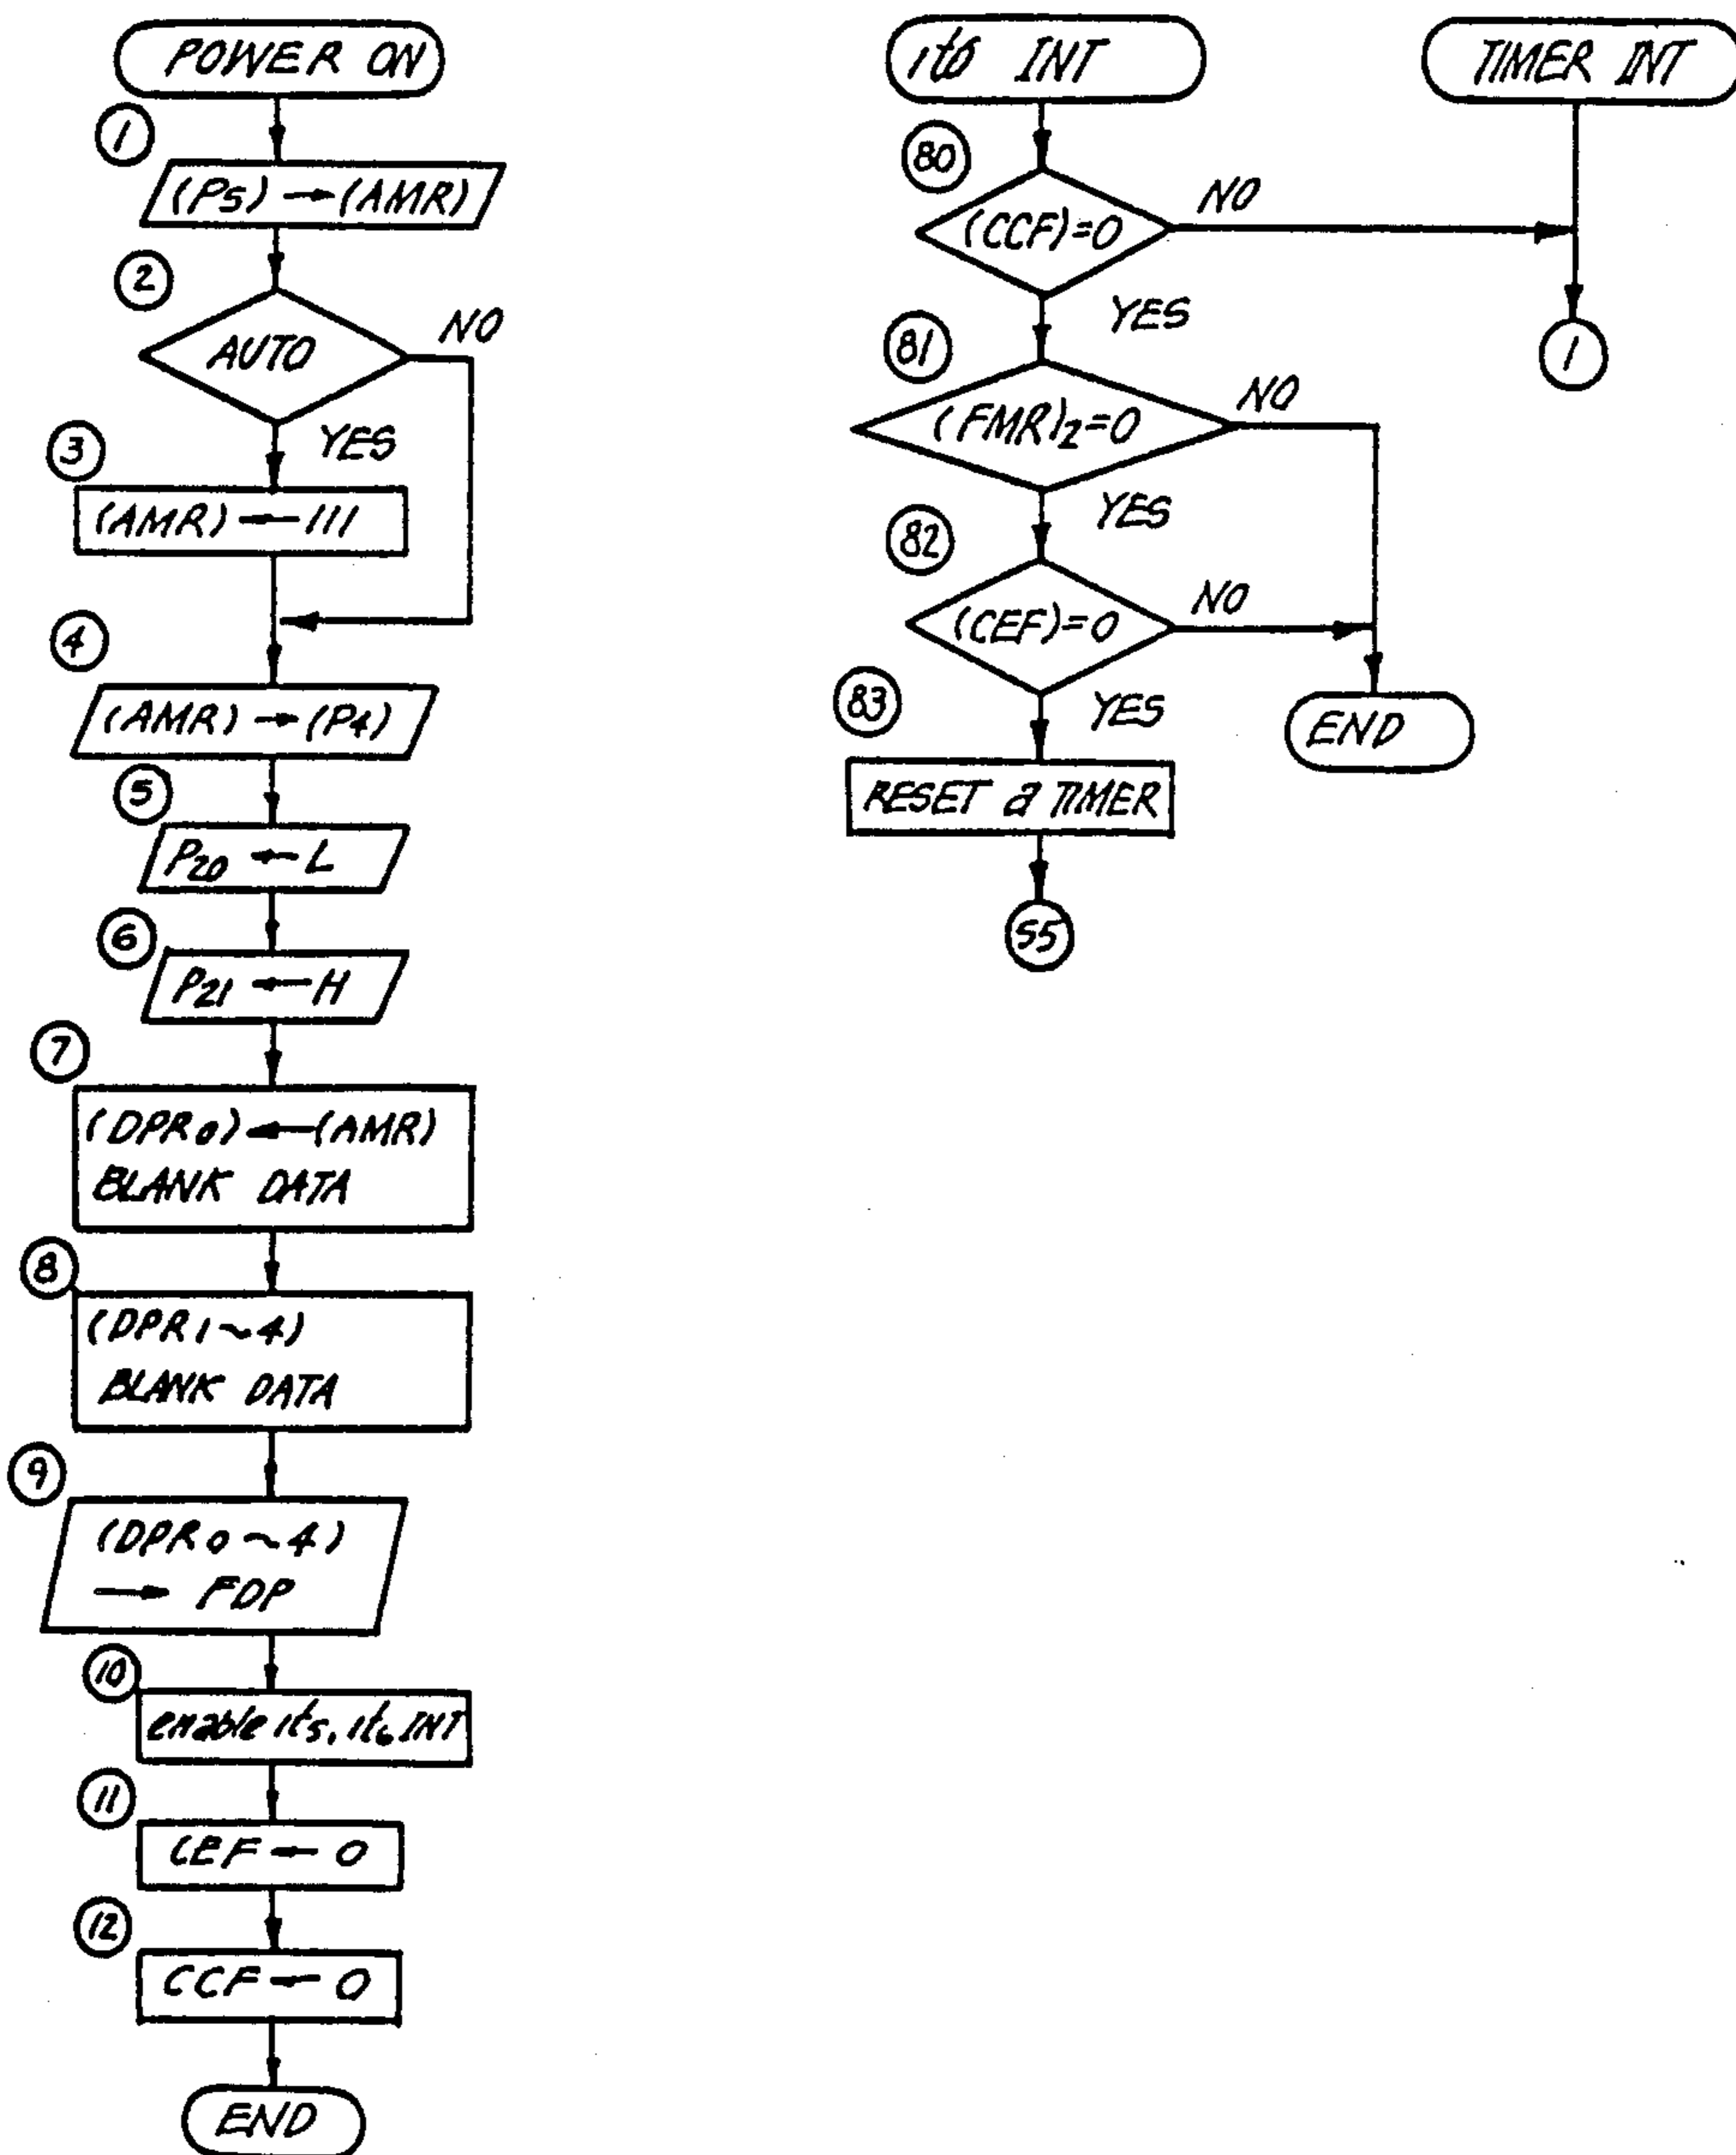 POWER ON
1
(P5) → (AMR)
2
AUTO
NO
YES
3
(AMR) ← 111
4
(AMR) → (P4)
5
P20 ← L
6
P21 ← H
7
(DPR0) ← (AMR)
BLANK DATA
8
(DPR1~4)
BLANK DATA
9
(DPR0~4)
→ FDP
10
enable it5, it6 INT
11
CEF ← 0
12
CCF ← 0
END
INT
80
(CCF)=0
NO
YES
81
(FMR)2=0
NO
YES
82
(CEF)=0
NO
YES
83
RESET a TIMER
55
END
TIMER INT
1